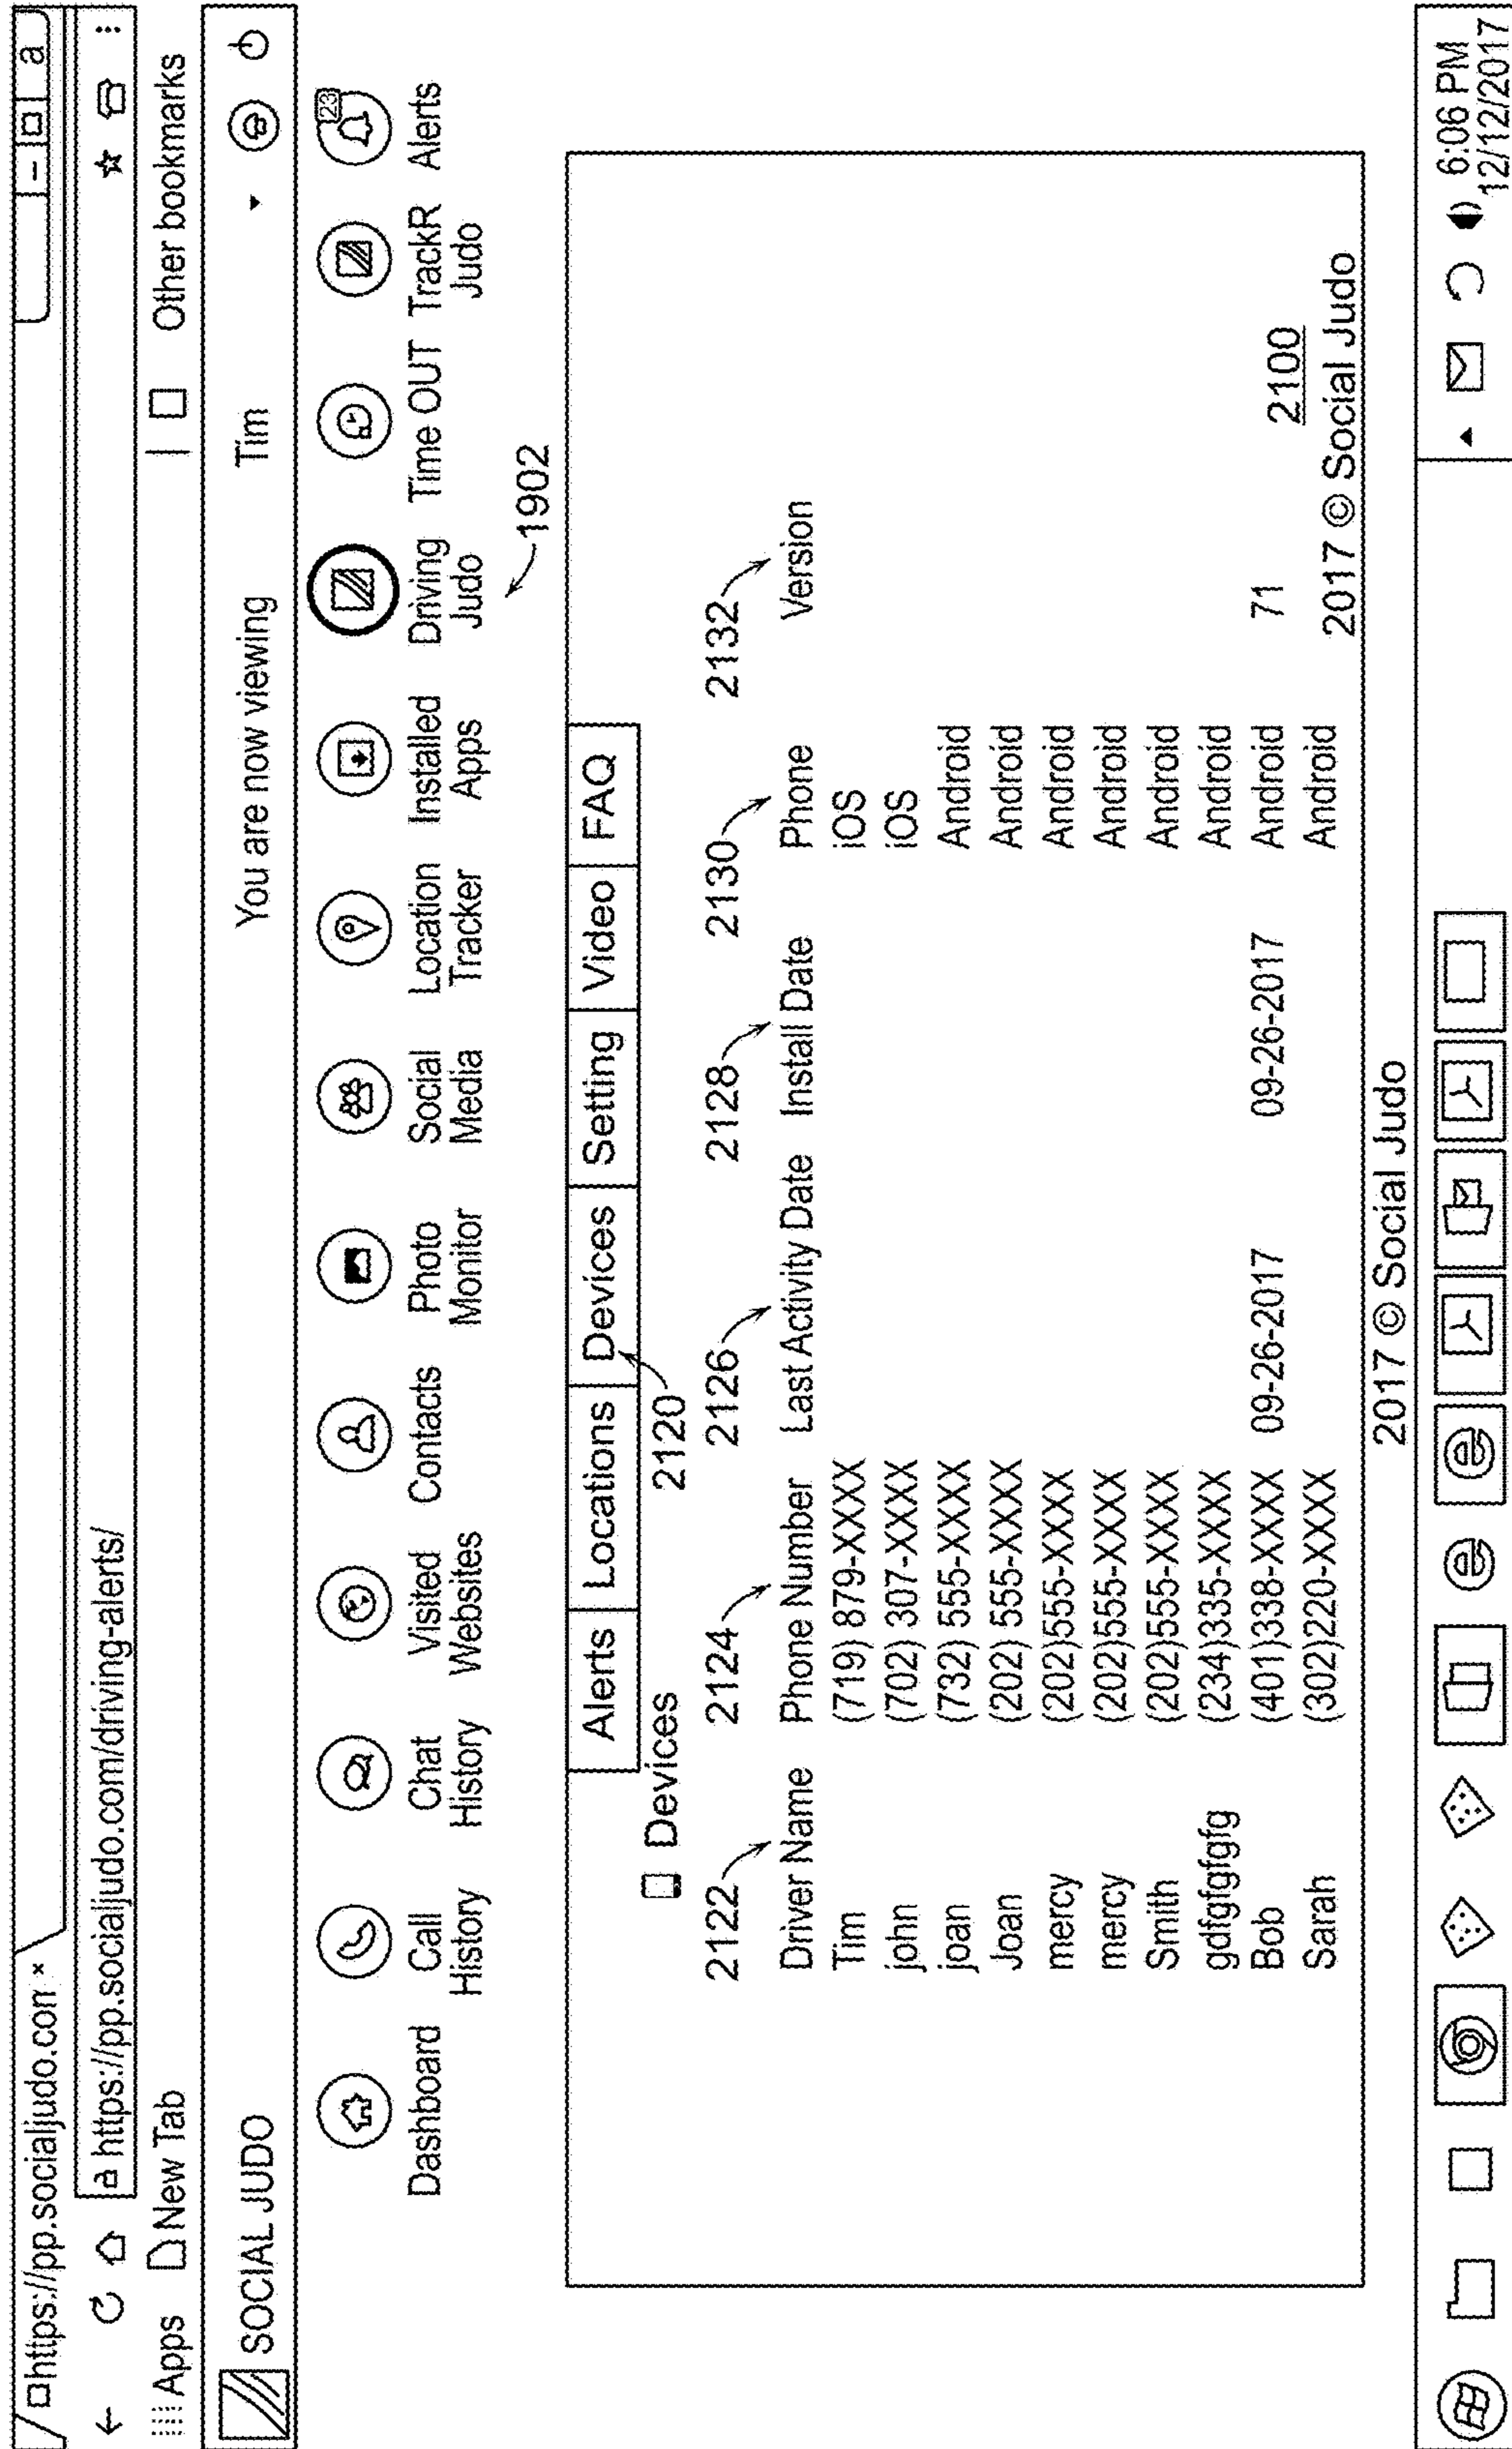 https://pp.socialjudo.con ×
a https://pp.socialjudo.com/driving-alerts/
Apps New Tab Other bookmarks
SOCIAL JUDO You are now viewing Tim
23
Dashboard Call History Chat History Visited Websites Contacts Photo Monitor Social Media Location Tracker Installed Apps Driving Judo Time OUT TrackR Judo Alerts
1902
Alerts Locations Devices Setting Video FAQ
Devices 2120
2122 2124 2126 2128 2130 2132
Driver Name Phone Number Last Activity Date Install Date Phone Version
Tim (719) 879-XXXX iOS
john (702) 307-XXXX iOS
joan (732) 555-XXXX Android
Joan (202) 555-XXXX Android
mercy (202)555-XXXX Android
mercy (202)555-XXXX Android
Smith (202)555-XXXX Android
gdfgfgfgfg (234)335-XXXX Android
Bob (401)338-XXXX 09-26-2017 09-26-2017 Android 71 2100
Sarah (302)220-XXXX Android 2017 © Social Judo
2017 © Social Judo
6:06 PM
12/12/2017